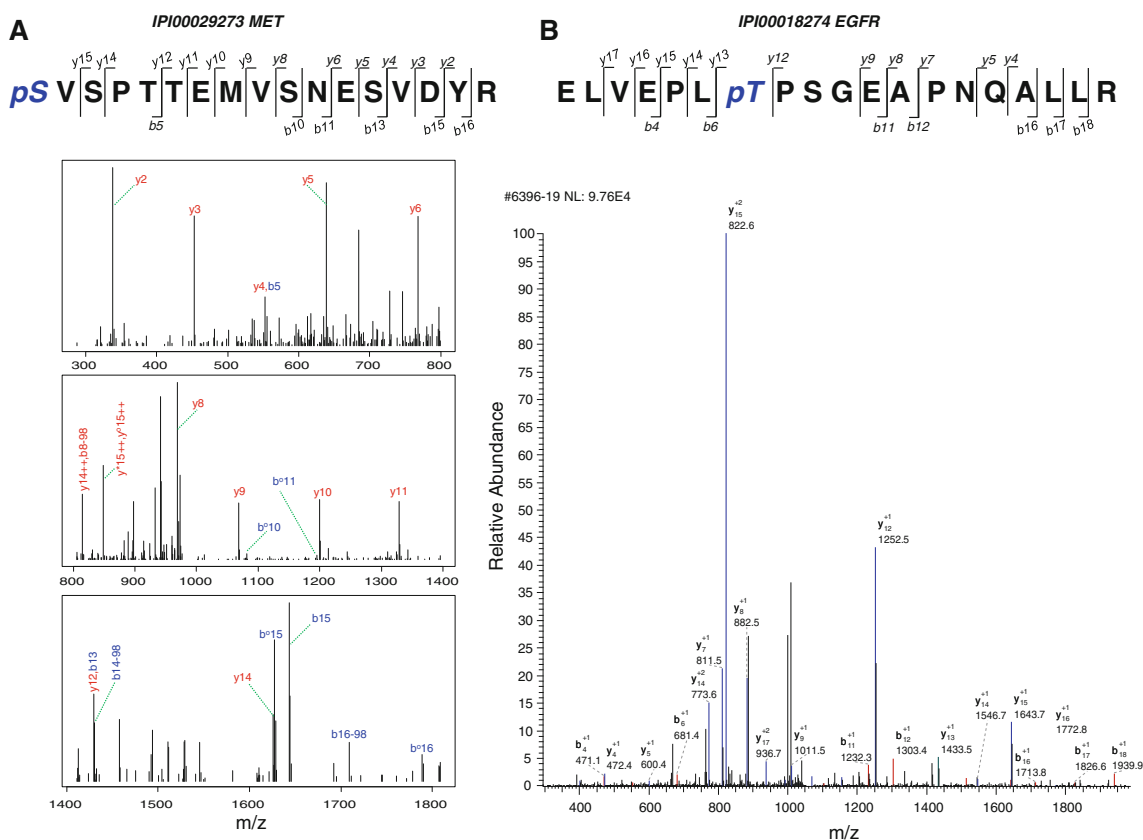 A
IPI00029273 MET
y15 y14 y12 y11 y10 y9 y8 y6 y5 y4 y3 y2
pS V S P T T E M V S N E S V D Y R
b5 b10 b11 b13 b15 b16
y2
y3
y4,b5
y5
y6
300 400 500 600 700 800
y14++,b8-98
y*15++,y°15++
y8
y9
b°10
b°11
y10
y11
800 900 1000 1100 1200 1300 1400
y12,b13
b14-98
y14
b°15
b15
b16-98
b°16
1400 1500 1600 1700 1800
m/z
B
IPI00018274 EGFR
y17 y16 y15 y14 y13 y12 y9 y8 y7 y5 y4
E L V E P L pT P S G E A P N Q A L L R
b4 b6 b11 b12 b16 b17 b18
#6396-19 NL: 9.76E4
Relative Abundance
100
95
90
85
80
75
70
65
60
55
50
45
40
35
30
25
20
15
10
5
0
y15+2
822.6
y12+1
1252.5
y8+1
882.5
y7+1
811.5
y14+2
773.6
b6+1
681.4
b4+1
471.1
y4+1
472.4
y5+1
600.4
y17+2
936.7
y9+1
1011.5
b11+1
1232.3
b12+1
1303.4
y13+1
1433.5
y14+1
1546.7
y15+1
1643.7
y16+1
1772.8
b16+1
1713.8
b17+1
1826.6
b18+1
1939.9
400 600 800 1000 1200 1400 1600 1800
m/z